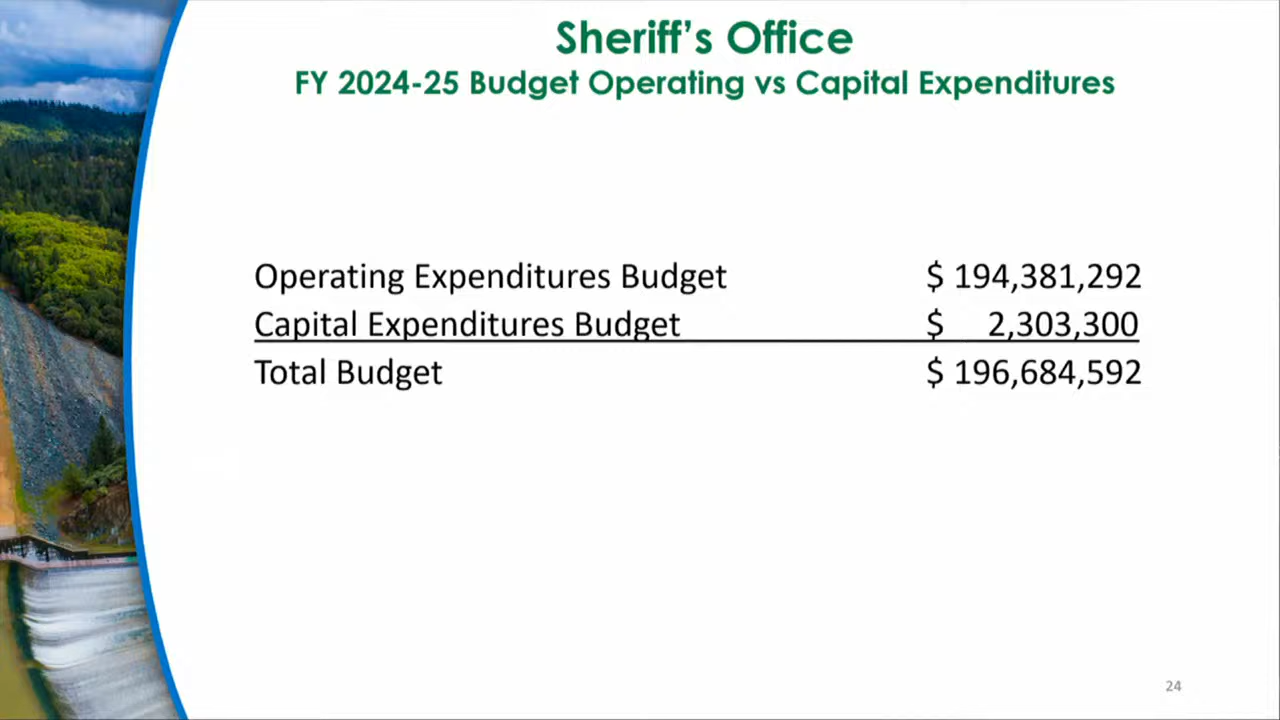 Sheriff’s Office
FY 2024-25 Budget Operating vs Capital Expenditures
Operating Expenditures Budget $ 194,381,292
Capital Expenditures Budget $ 2,303,300
Total Budget $ 196,684,592
24